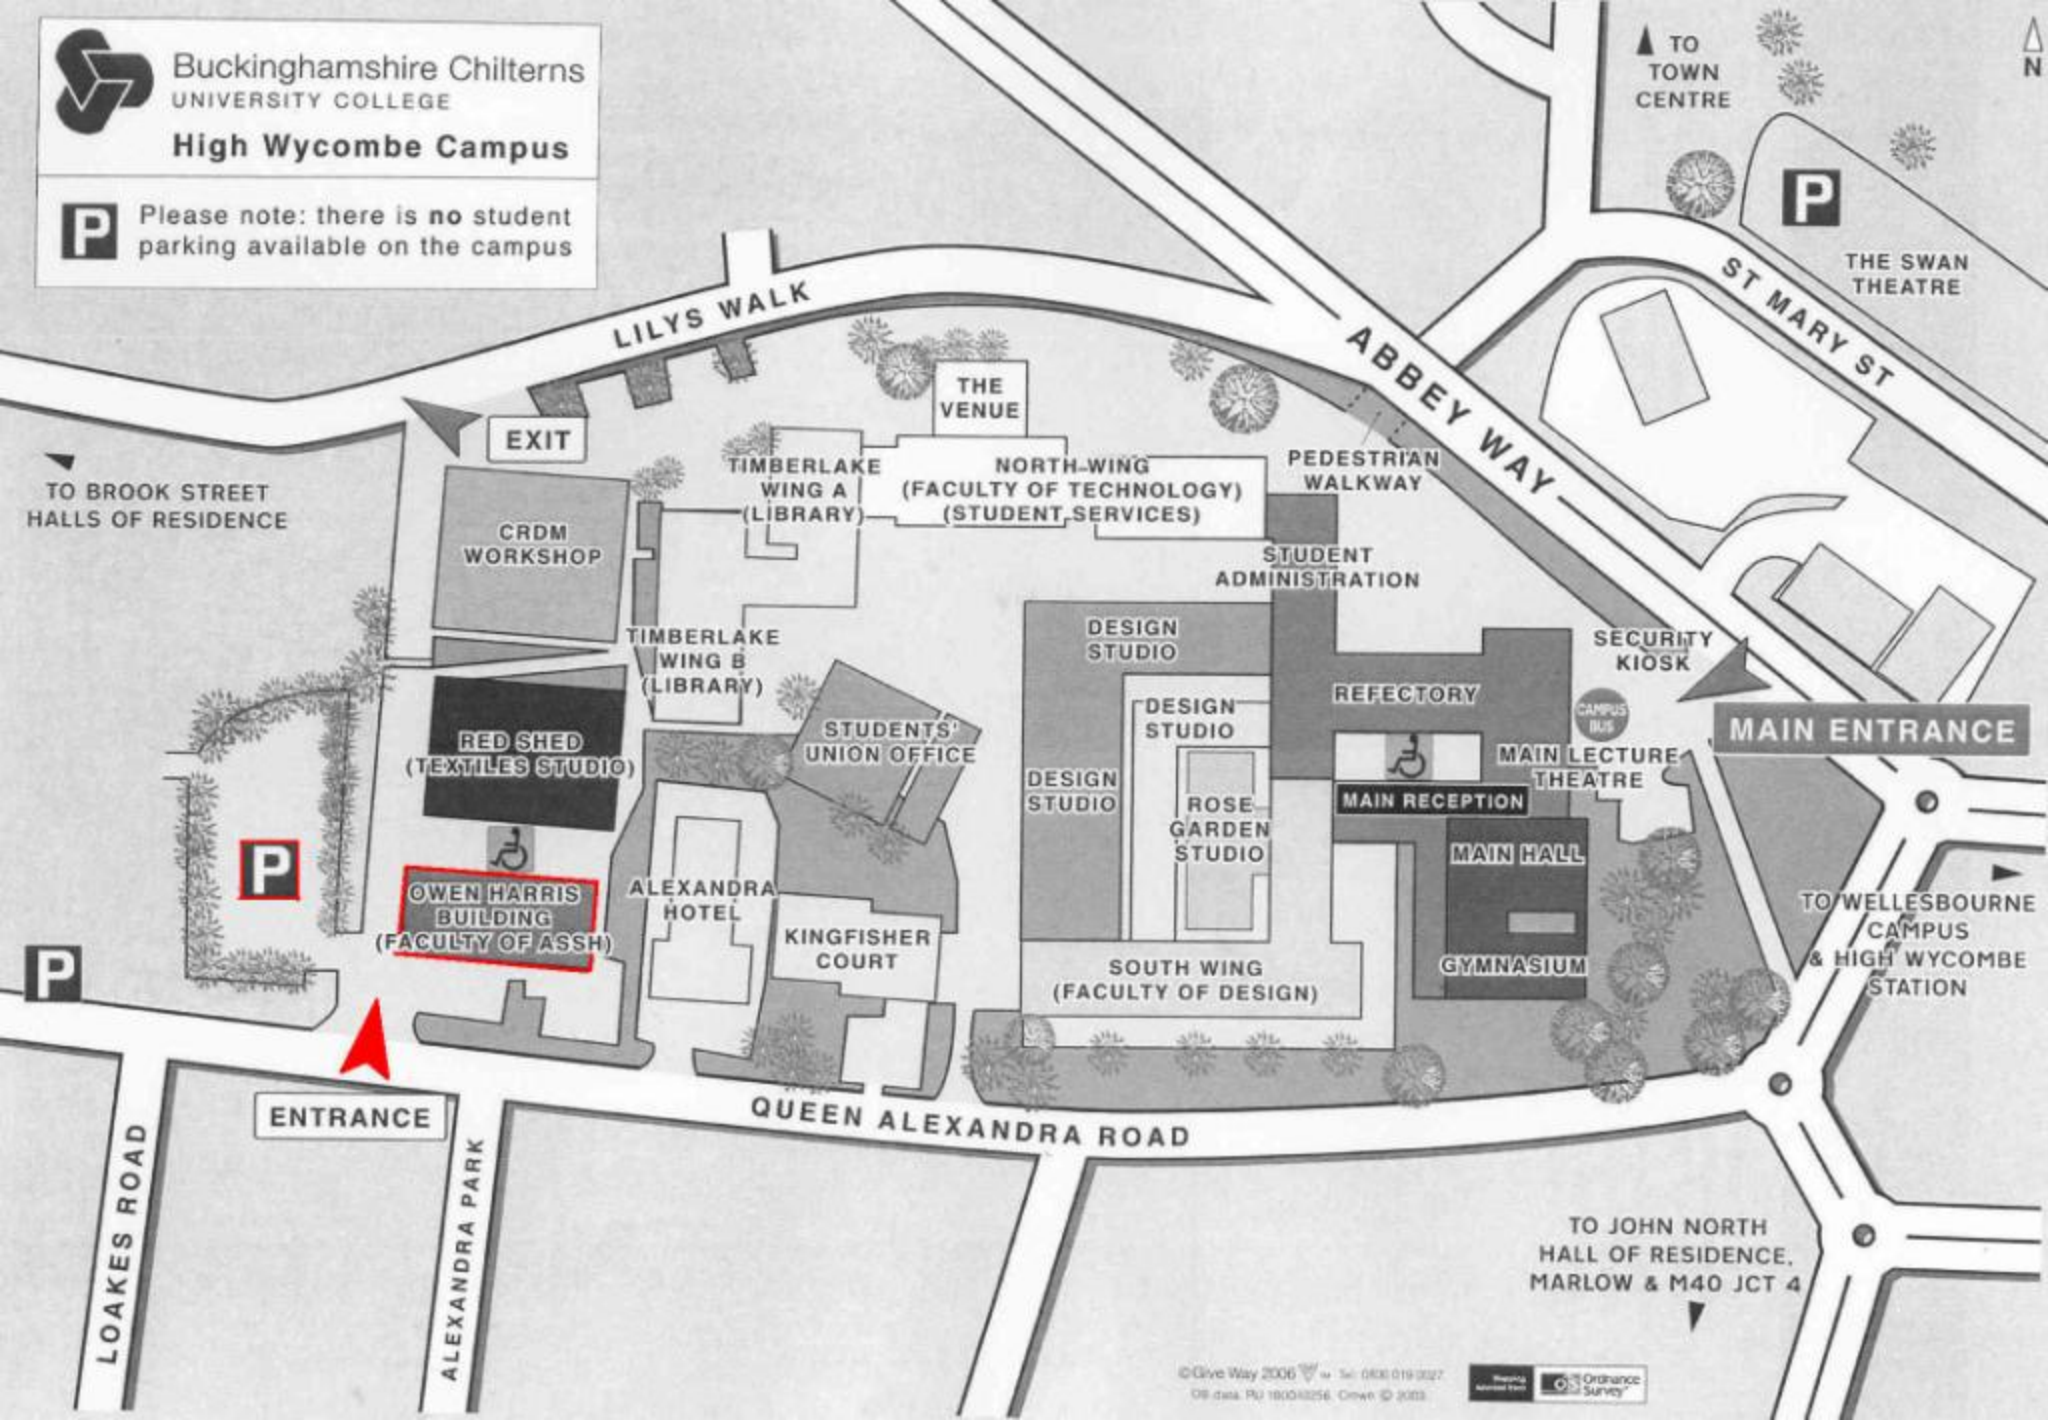 Buckinghamshire Chilterns
UNIVERSITY COLLEGE
High Wycombe Campus
P
Please note: there is no student
parking available on the campus
TO
TOWN
CENTRE
N
P
THE SWAN
THEATRE
ST MARY ST
LILYS WALK
ABBEY WAY
EXIT
THE
VENUE
TO BROOK STREET
HALLS OF RESIDENCE
CRDM
WORKSHOP
TIMBERLAKE
WING A
(LIBRARY)
NORTH WING
(FACULTY OF TECHNOLOGY)
(STUDENT SERVICES)
PEDESTRIAN
WALKWAY
STUDENT
ADMINISTRATION
TIMBERLAKE
WING B
(LIBRARY)
DESIGN
STUDIO
SECURITY
KIOSK
REFECTORY
CAMPUS
BUS
MAIN ENTRANCE
RED SHED
(TEXTILES STUDIO)
STUDENTS'
UNION OFFICE
DESIGN
STUDIO
DESIGN
STUDIO
MAIN LECTURE
THEATRE
MAIN RECEPTION
ROSE
GARDEN
STUDIO
MAIN HALL
P
OWEN HARRIS
BUILDING
(FACULTY OF ASSH)
ALEXANDRA
HOTEL
KINGFISHER
COURT
TO WELLESBOURNE
CAMPUS
& HIGH WYCOMBE
STATION
P
SOUTH WING
(FACULTY OF DESIGN)
GYMNASIUM
ENTRANCE
QUEEN ALEXANDRA ROAD
LOAKES ROAD
ALEXANDRA PARK
TO JOHN NORTH
HALL OF RESIDENCE,
MARLOW & M40 JCT 4
© Give Way 2006
Crown © 2003
Ordnance
Survey